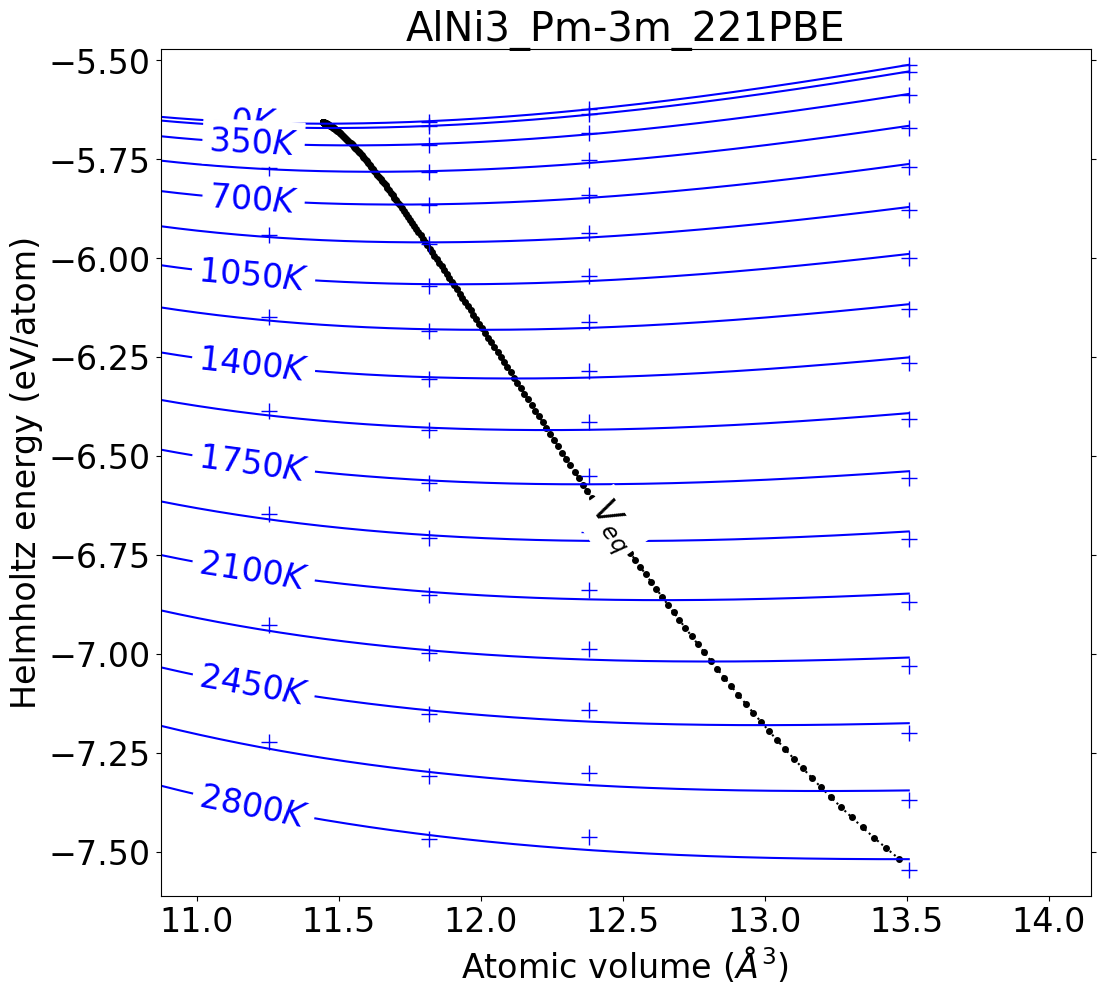 AlNi3_Pm-3m_221PBE
Helmholtz energy (eV/atom)
−5.50
−5.75
−6.00
−6.25
−6.50
−6.75
−7.00
−7.25
−7.50
0K
350K
700K
1050K
1400K
1750K
2100K
2450K
2800K
Veq
11.0 11.5 12.0 12.5 13.0 13.5 14.0
Atomic volume (Å³)